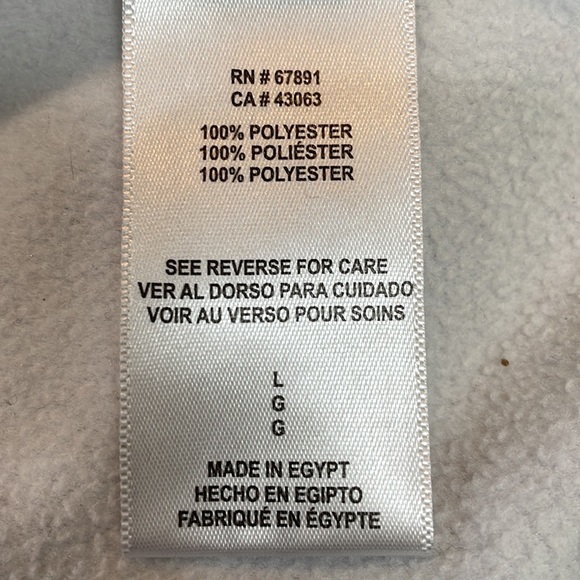 RN # 67891
CA # 43063
100% POLYESTER
100% POLIÉSTER
100% POLYESTER
SEE REVERSE FOR CARE
VER AL DORSO PARA CUIDADO
VOIR AU VERSO POUR SOINS
L
G
G
MADE IN EGYPT
HECHO EN EGIPTO
FABRIQUÉ EN ÉGYPTE